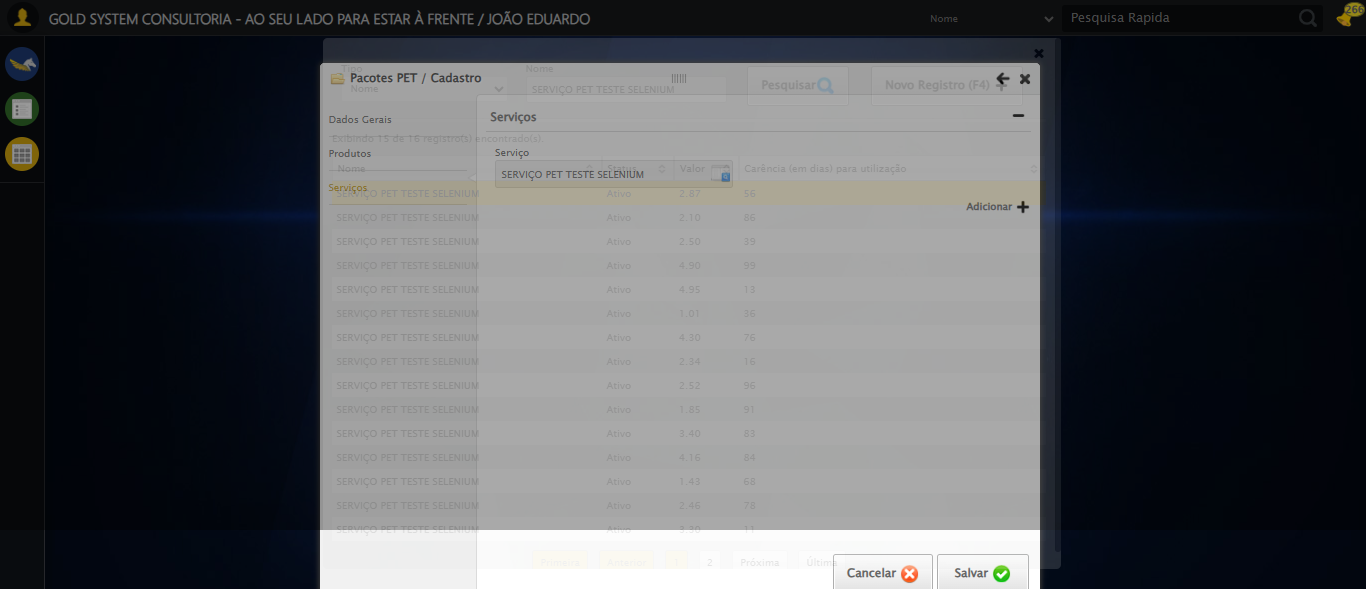 GOLD SYSTEM CONSULTORIA - AO SEU LADO PARA ESTAR À FRENTE / JOÃO EDUARDO
Nome
Pesquisa Rapida
266
Tipo
Nome
Nome
SERVIÇO PET TESTE SELENIUM
Pesquisar
Novo Registro (F4)
Pacotes PET / Cadastro
Dados Gerais
Produtos
Serviços
Serviços
Exibindo 15 de 16 registro(s) encontrado(s)
Serviço
SERVIÇO PET TESTE SELENIUM
Adicionar
Nome Status Valor Carência (em dias) para utilização
SERVIÇO PET TESTE SELENIUM Ativo 2.87 56
SERVIÇO PET TESTE SELENIUM Ativo 2.10 86
SERVIÇO PET TESTE SELENIUM Ativo 2.50 39
SERVIÇO PET TESTE SELENIUM Ativo 4.90 99
SERVIÇO PET TESTE SELENIUM Ativo 4.95 13
SERVIÇO PET TESTE SELENIUM Ativo 1.01 36
SERVIÇO PET TESTE SELENIUM Ativo 4.30 76
SERVIÇO PET TESTE SELENIUM Ativo 2.34 16
SERVIÇO PET TESTE SELENIUM Ativo 2.52 96
SERVIÇO PET TESTE SELENIUM Ativo 1.85 91
SERVIÇO PET TESTE SELENIUM Ativo 3.40 83
SERVIÇO PET TESTE SELENIUM Ativo 4.16 84
SERVIÇO PET TESTE SELENIUM Ativo 1.43 68
SERVIÇO PET TESTE SELENIUM Ativo 2.46 78
SERVIÇO PET TESTE SELENIUM Ativo 3.30 11
Primeira Anterior 1 2 Próxima Última
Cancelar
Salvar